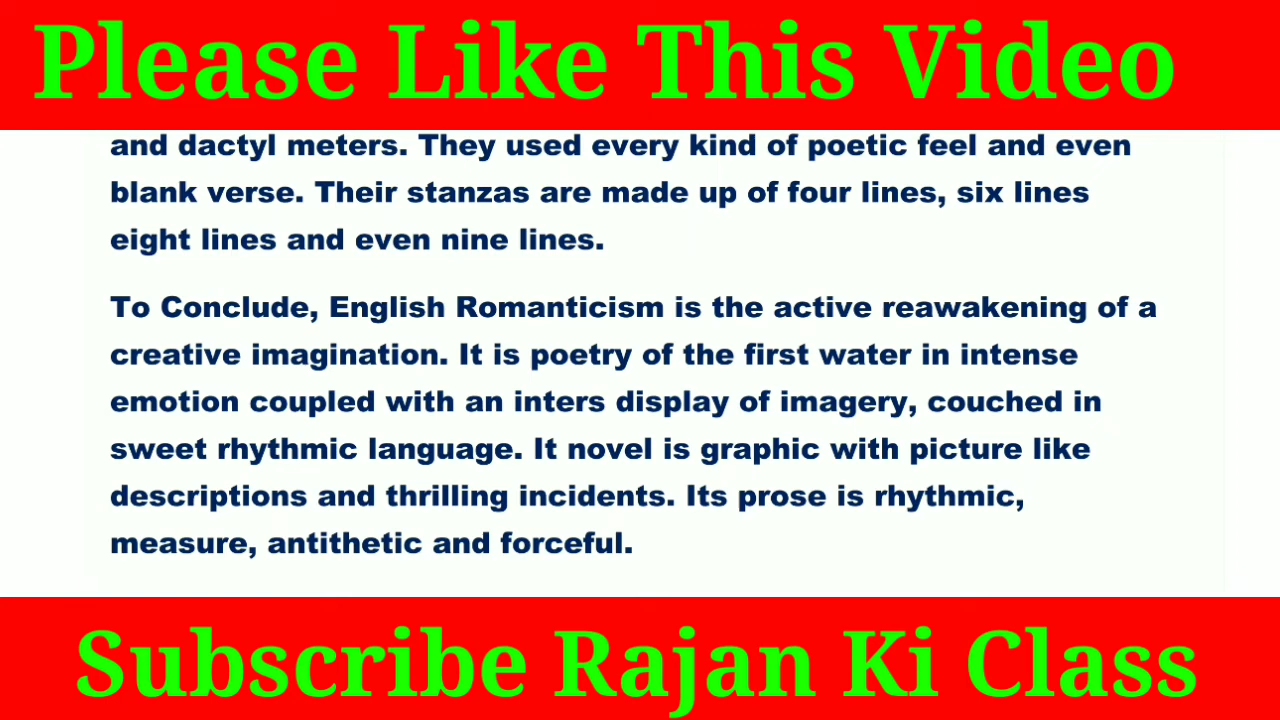 Please Like This Video
and dactyl meters. They used every kind of poetic feel and even
blank verse. Their stanzas are made up of four lines, six lines
eight lines and even nine lines.
To Conclude, English Romanticism is the active reawakening of a
creative imagination. It is poetry of the first water in intense
emotion coupled with an inters display of imagery, couched in
sweet rhythmic language. It novel is graphic with picture like
descriptions and thrilling incidents. Its prose is rhythmic,
measure, antithetic and forceful.
Subscribe Rajan Ki Class